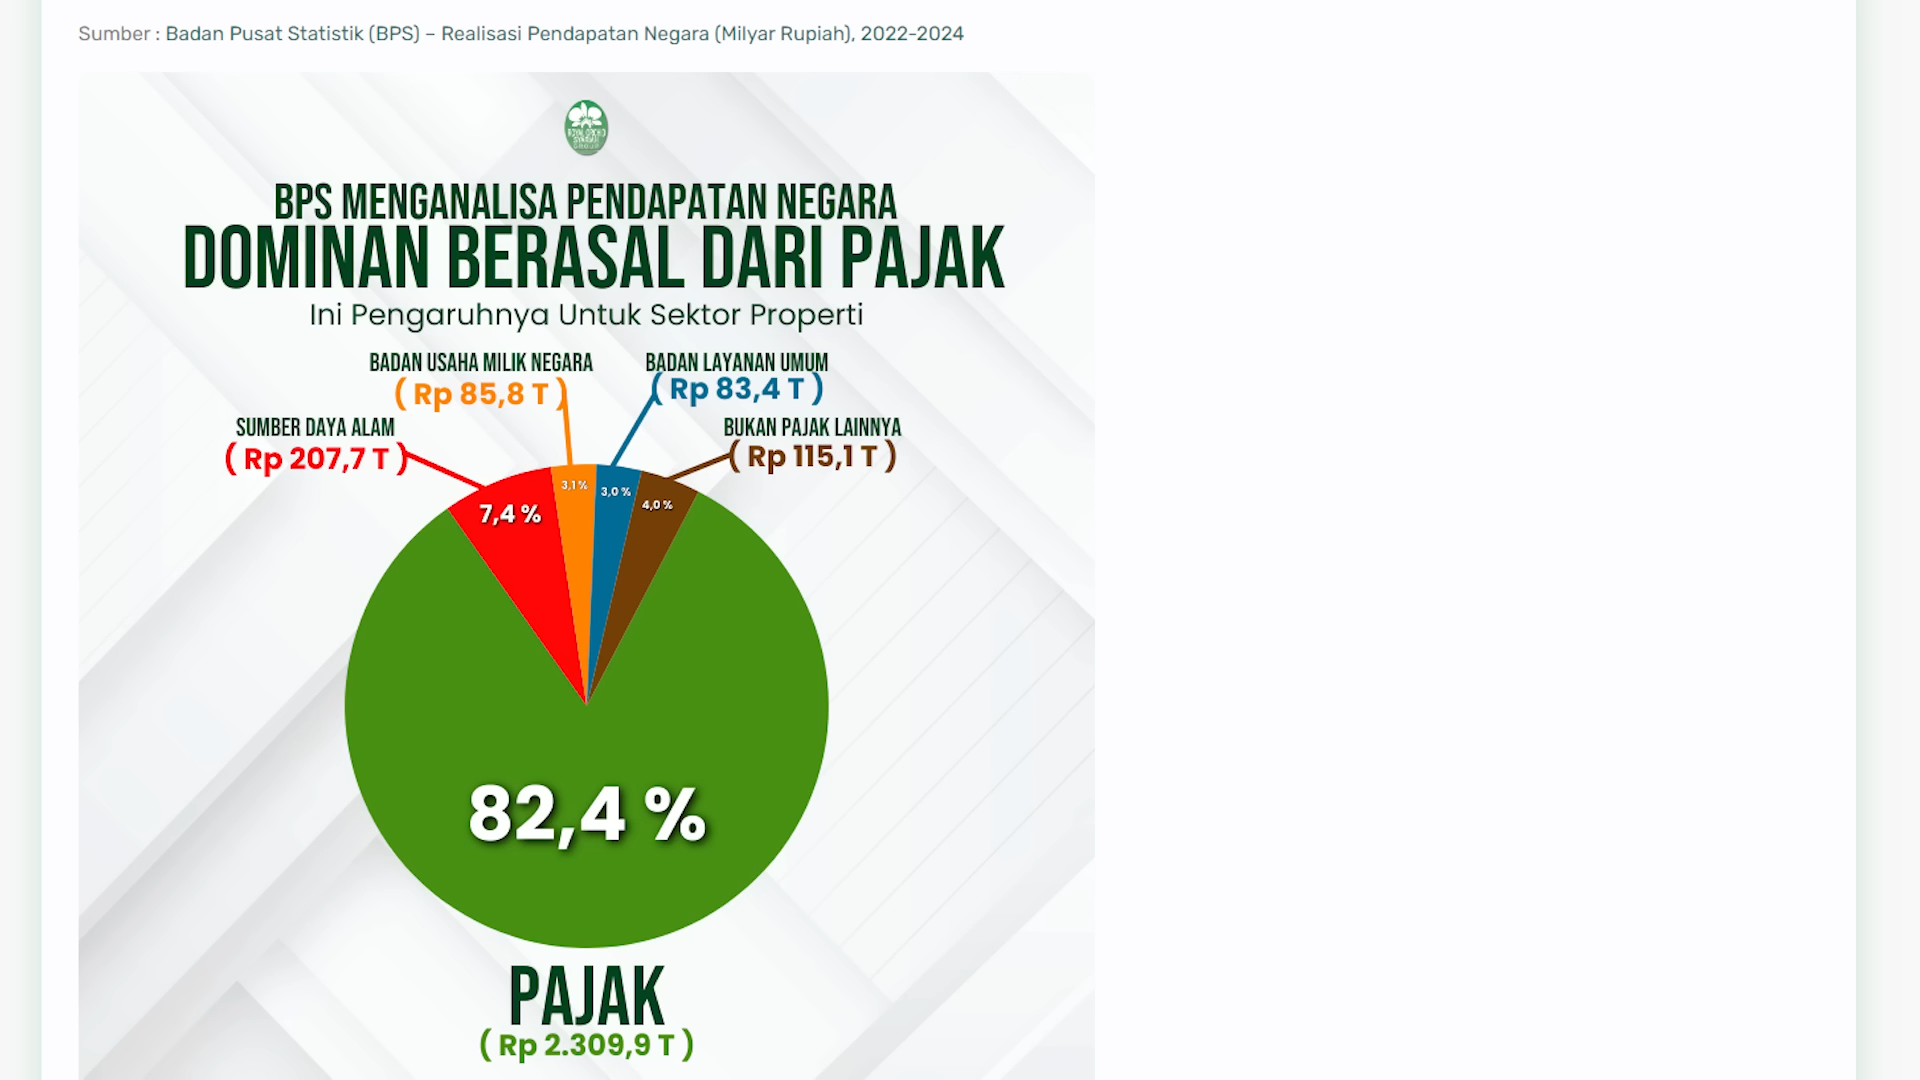 Sumber : Badan Pusat Statistik (BPS) – Realisasi Pendapatan Negara (Milyar Rupiah), 2022-2024
BPS MENGANALISA PENDAPATAN NEGARA
DOMINAN BERASAL DARI PAJAK
Ini Pengaruhnya Untuk Sektor Properti
BADAN USAHA MILIK NEGARA
( Rp 85,8 T )
BADAN LAYANAN UMUM
( Rp 83,4 T )
SUMBER DAYA ALAM
( Rp 207,7 T )
BUKAN PAJAK LAINNYA
( Rp 115,1 T )
7,4 %
3,1 %
3,0 %
4,0 %
82,4 %
PAJAK
( Rp 2.309,9 T )